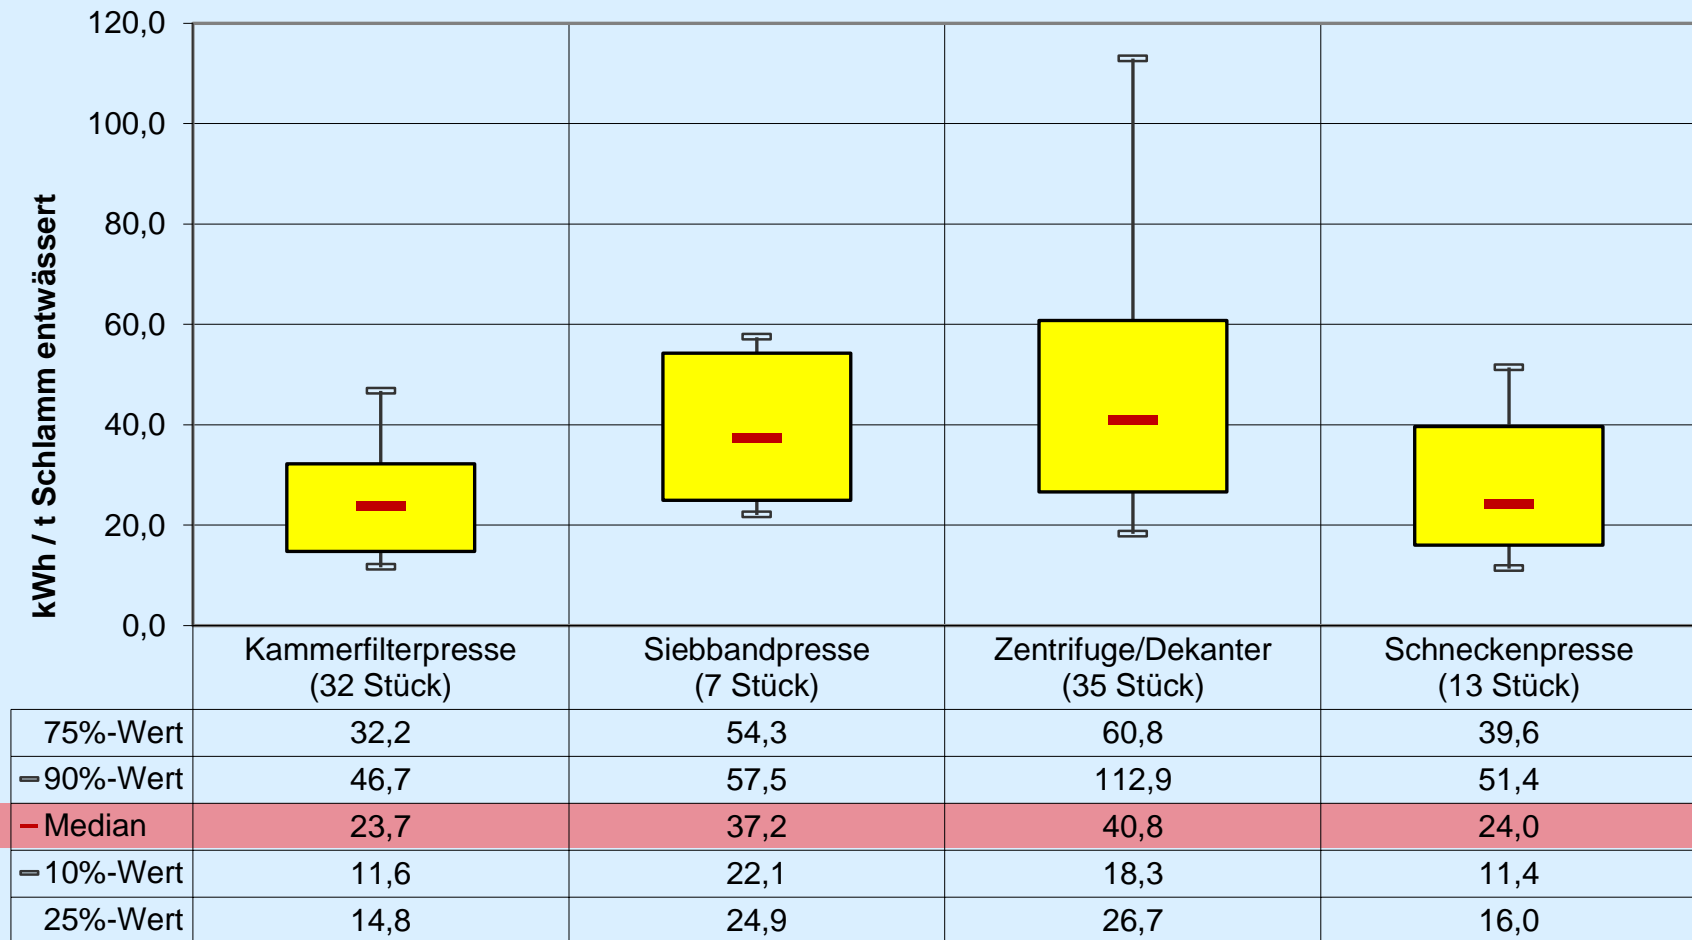 120,0
100,0
80,0
60,0
40,0
20,0
0,0
kWh / t Schlamm entwässert
Kammerfilterpresse Siebbandpresse Zentrifuge/Dekanter Schneckenpresse
(32 Stück) (7 Stück) (35 Stück) (13 Stück)
75%-Wert 32,2 54,3 60,8 39,6
90%-Wert 46,7 57,5 112,9 51,4
Median 23,7 37,2 40,8 24,0
10%-Wert 11,6 22,1 18,3 11,4
25%-Wert 14,8 24,9 26,7 16,0